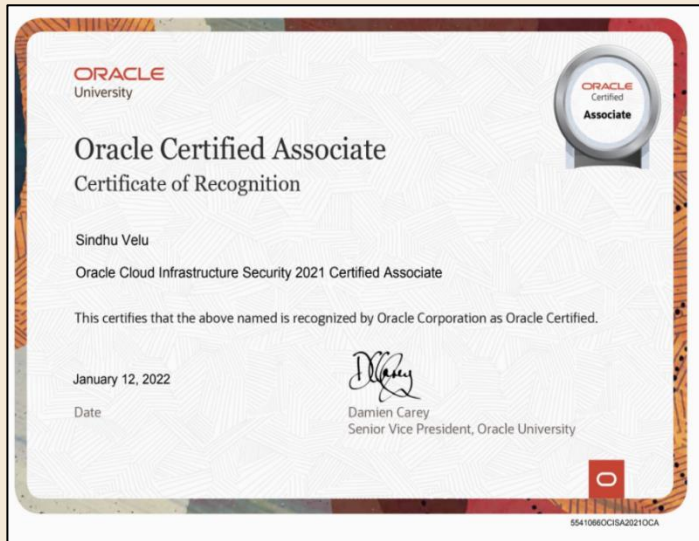 ORACLE
University
ORACLE
Certified
Associate
Oracle Certified Associate
Certificate of Recognition
Sindhu Velu
Oracle Cloud Infrastructure Security 2021 Certified Associate
This certifies that the above named is recognized by Oracle Corporation as Oracle Certified.
January 12, 2022
Date
Damien Carey
Senior Vice President, Oracle University
5541066OCISA2021OCA